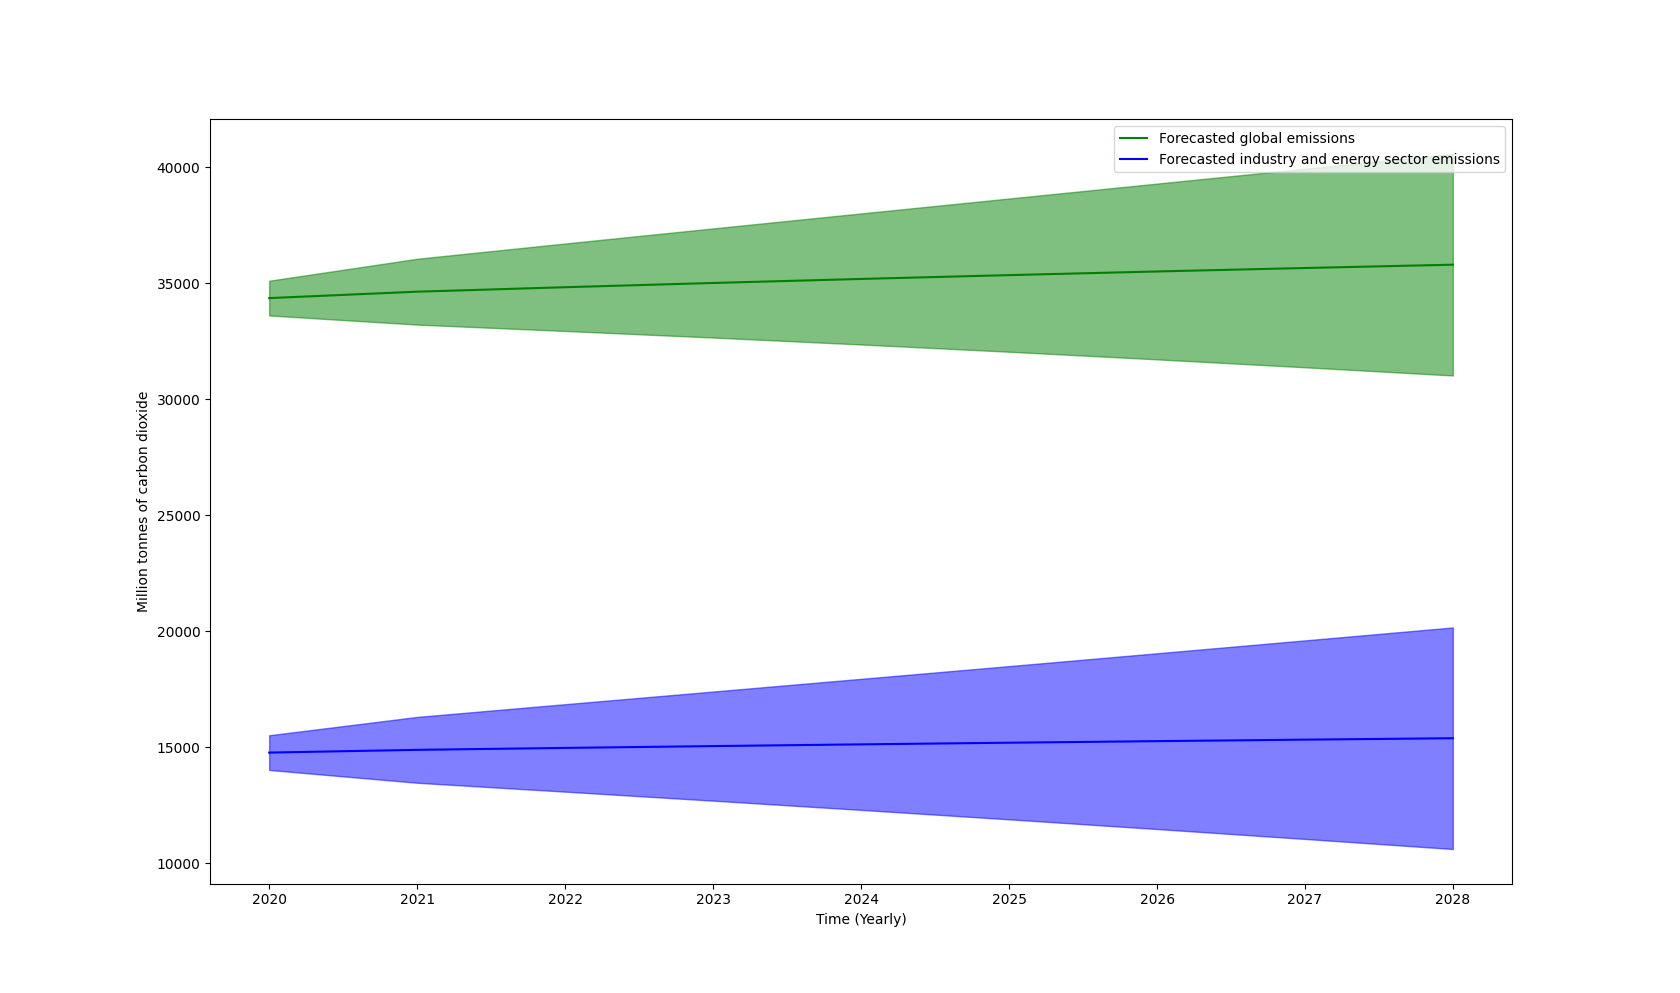 Forecasted global emissions
Forecasted industry and energy sector emissions
40000
35000
30000
25000
20000
15000
10000
Million tonnes of carbon dioxide
2020 2021 2022 2023 2024 2025 2026 2027 2028
Time (Yearly)